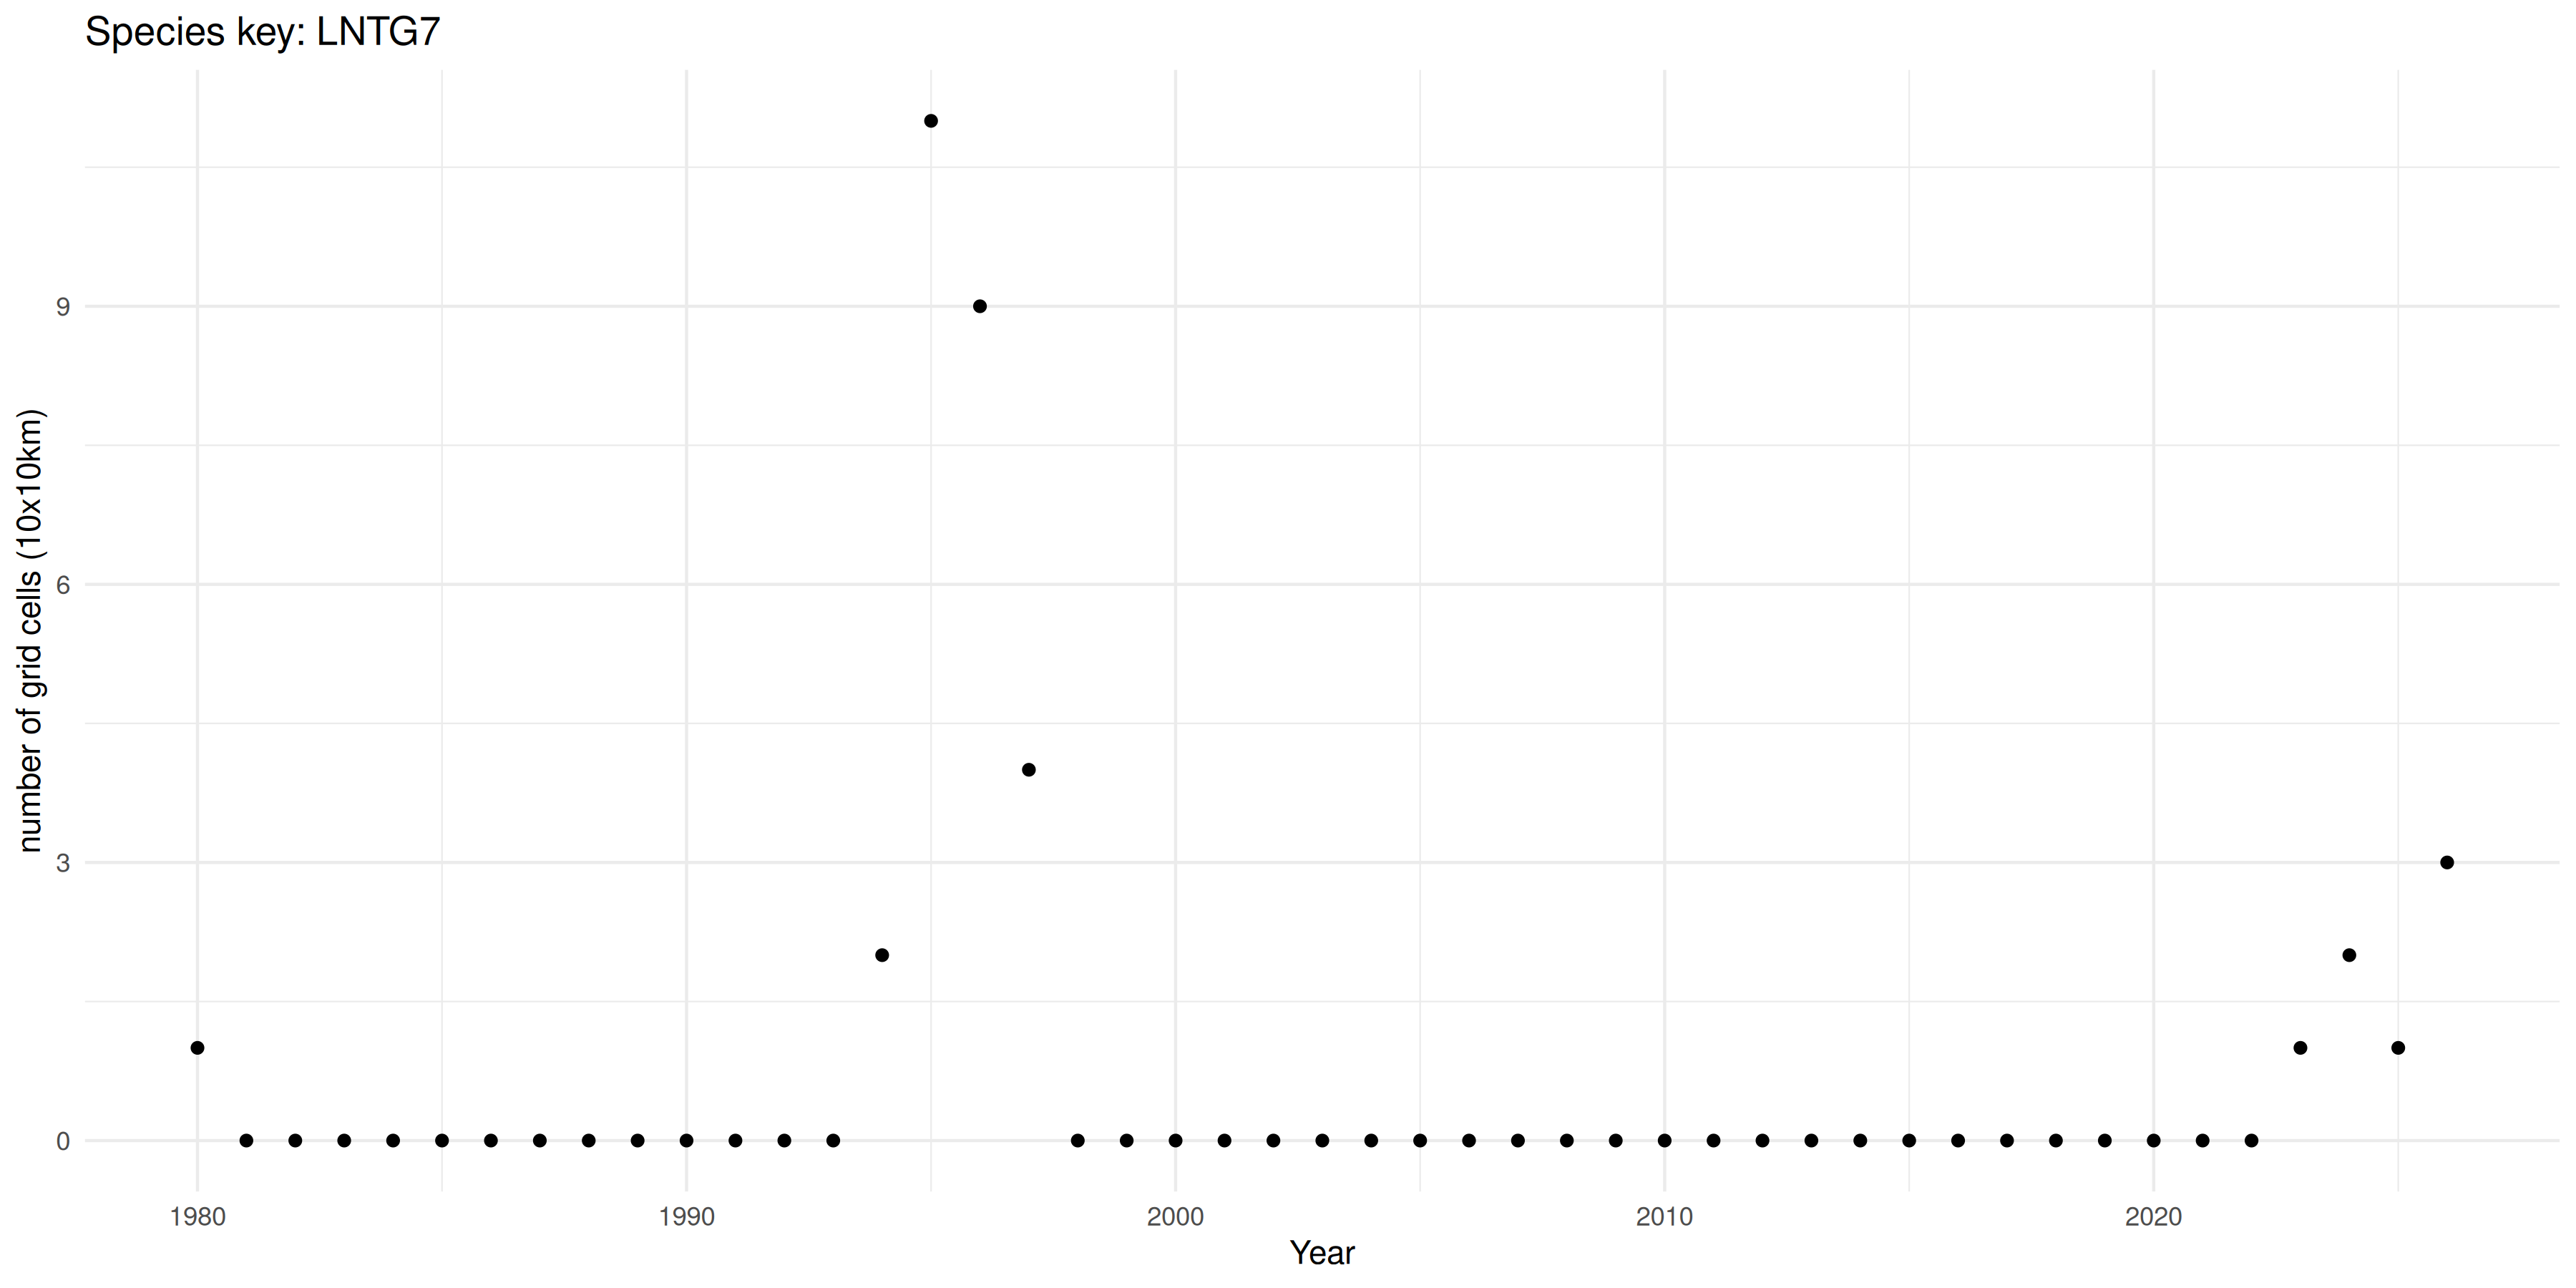 Species key: LNTG7
number of grid cells (10x10km)
9
6
3
0
1980 1990 2000 2010 2020
Year